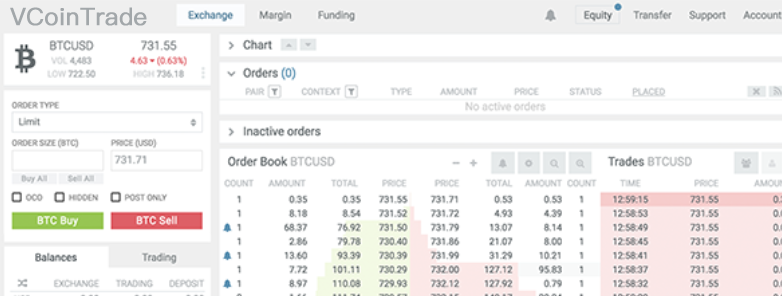 VCoinTrade
Exchange Margin Funding Equity Transfer Support Account
BTCUSD 731.55
VOL 4,483 4.63 (0.63%)
LOW 722.50 HIGH 736.18
ORDER TYPE
Limit
ORDER SIZE (BTC) PRICE (USD)
731.71
Buy All Sell All
OCO HIDDEN POST ONLY
BTC Buy BTC Sell
Balances Trading
EXCHANGE TRADING DEPOSIT
Chart
Orders (0)
PAIR CONTEXT TYPE AMOUNT PRICE STATUS PLACED
No active orders
Inactive orders
Order Book BTCUSD
COUNT AMOUNT TOTAL PRICE PRICE TOTAL AMOUNT COUNT
1 0.35 0.35 731.55 731.71 0.53 0.53 1
1 8.18 8.54 731.52 731.72 4.93 4.39 1
1 68.37 76.92 731.50 731.79 13.07 8.14 1
1 2.86 79.78 730.40 731.86 21.07 8.00 1
1 13.60 93.39 730.39 731.99 31.29 10.21 1
1 7.72 101.11 730.29 732.00 127.12 95.83 1
1 8.97 110.08 729.93 732.12 127.92 0.79 1
Trades BTCUSD
TIME PRICE
12:59:15 731.55
12:58:53 731.55
12:58:49 731.55
12:58:45 731.55
12:58:41 731.55
12:58:37 731.55
12:58:32 731.55